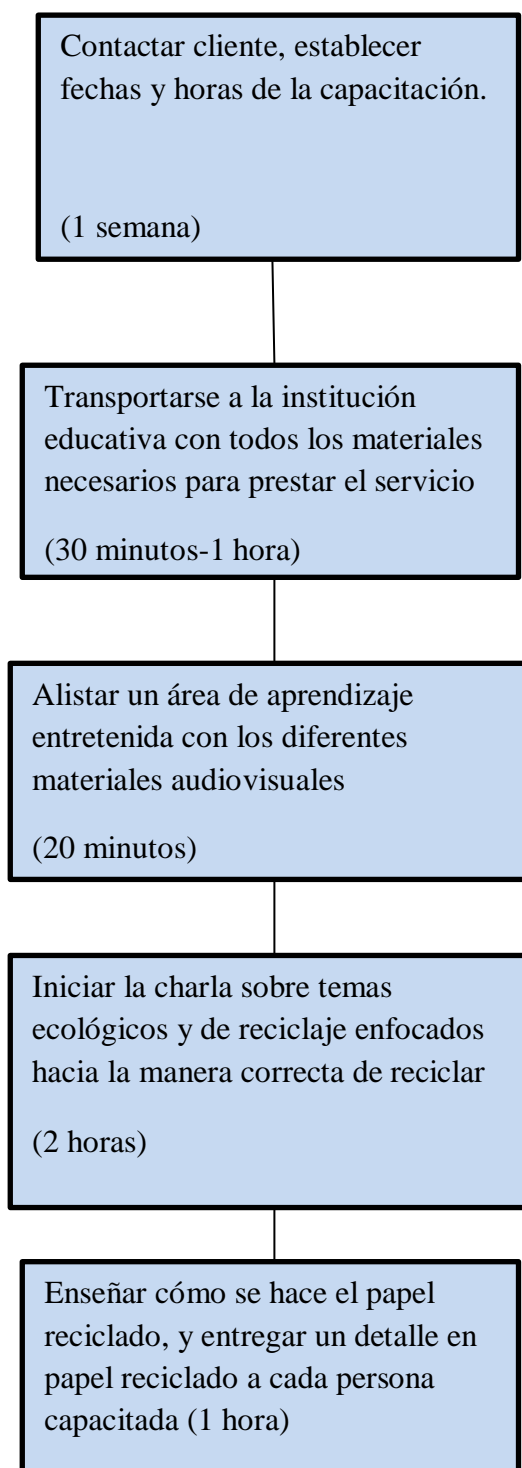 Contactar cliente, establecer
fechas y horas de la capacitación.
(1 semana)
Transportarse a la institución
educativa con todos los materiales
necesarios para prestar el servicio
(30 minutos-1 hora)
Alistar un área de aprendizaje
entretenida con los diferentes
materiales audiovisuales
(20 minutos)
Iniciar la charla sobre temas
ecológicos y de reciclaje enfocados
hacia la manera correcta de reciclar
(2 horas)
Enseñar cómo se hace el papel
reciclado, y entregar un detalle en
papel reciclado a cada persona
capacitada (1 hora)